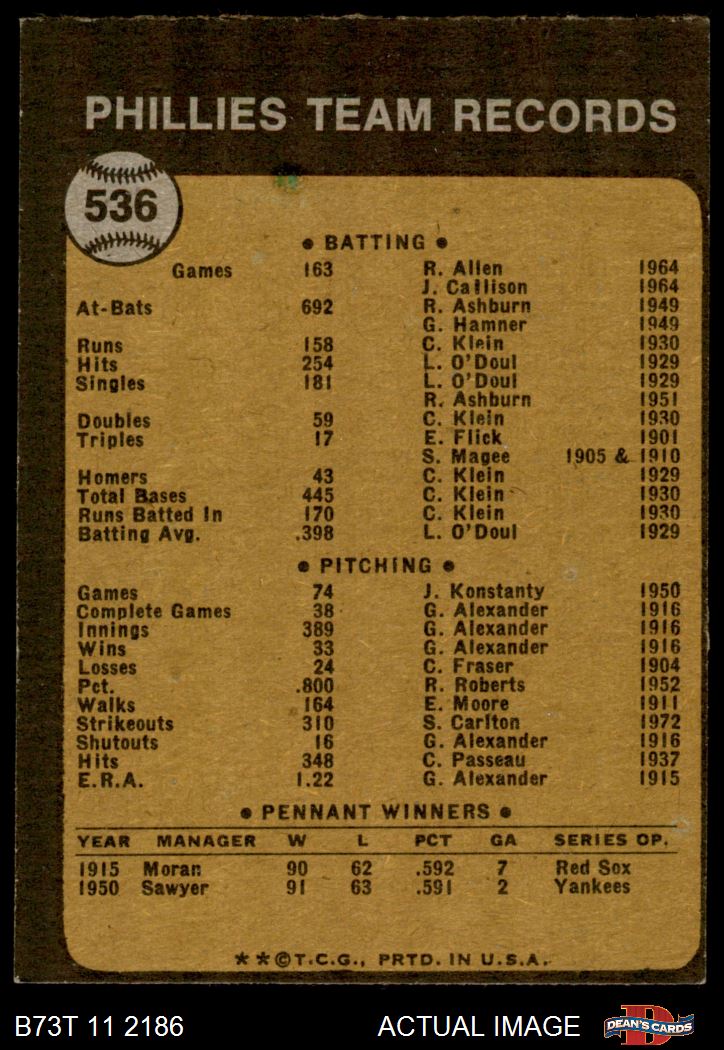 PHILLIES TEAM RECORDS
536
● BATTING ●
Games 163 R. Allen 1964
J. Callison 1964
At-Bats 692 R. Ashburn 1949
G. Hamner 1949
Runs 158 C. Klein 1930
Hits 254 L. O'Doul 1929
Singles 181 L. O'Doul 1929
R. Ashburn 1951
Doubles 59 C. Klein 1930
Triples 17 E. Flick 1901
S. Magee 1905 & 1910
Homers 43 C. Klein 1929
Total Bases 445 C. Klein 1930
Runs Batted In 170 C. Klein 1930
Batting Avg. .398 L. O'Doul 1929
● PITCHING ●
Games 74 J. Konstanty 1950
Complete Games 38 G. Alexander 1916
Innings 389 G. Alexander 1916
Wins 33 G. Alexander 1916
Losses 24 C. Fraser 1904
Pct. .800 R. Roberts 1952
Walks 164 E. Moore 1911
Strikeouts 310 S. Carlton 1972
Shutouts 16 G. Alexander 1916
Hits 348 C. Passeau 1937
E.R.A. 1.22 G. Alexander 1915
● PENNANT WINNERS ●
YEAR MANAGER W L PCT GA SERIES OP.
1915 Moran 90 62 .592 7 Red Sox
1950 Sawyer 91 63 .591 2 Yankees
★★©T.C.G., PRTD. IN U.S.A.
B73T 11 2186 ACTUAL IMAGE DEAN'S CARDS